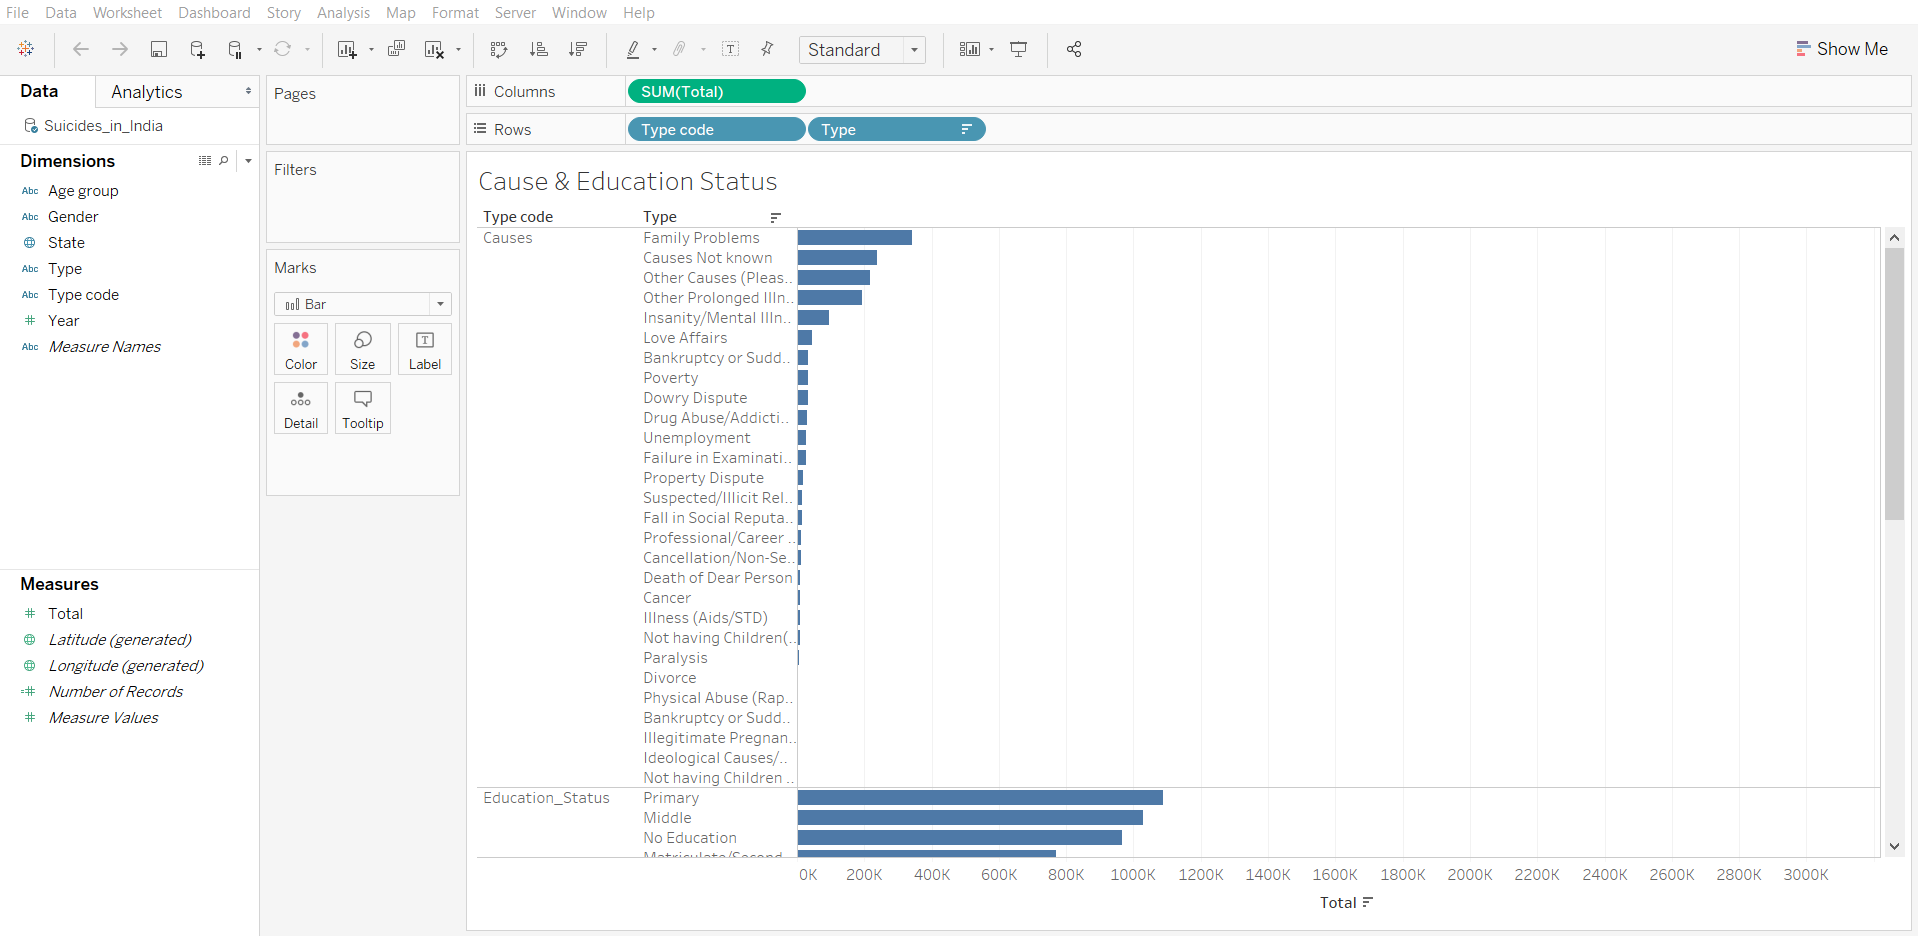 File Data Worksheet Dashboard Story Analysis Map Format Server Window Help
Standard
Show Me
Data Analytics
Suicides_in_India
Dimensions
Abc Age group
Abc Gender
State
Abc Type
Abc Type code
# Year
Abc Measure Names
Measures
# Total
Latitude (generated)
Longitude (generated)
=# Number of Records
# Measure Values
Pages
Filters
Marks
Bar
Color Size Label
Detail Tooltip
Columns SUM(Total)
Rows Type code Type
Cause & Education Status
Type code Type
Causes Family Problems
Causes Not known
Other Causes (Pleas..
Other Prolonged Illn..
Insanity/Mental Illn..
Love Affairs
Bankruptcy or Sudd..
Poverty
Dowry Dispute
Drug Abuse/Addicti..
Unemployment
Failure in Examinati..
Property Dispute
Suspected/Illicit Rel..
Fall in Social Reputa..
Professional/Career ..
Cancellation/Non-Se..
Death of Dear Person
Cancer
Illness (Aids/STD)
Not having Children(..
Paralysis
Divorce
Physical Abuse (Rap..
Bankruptcy or Sudd..
Illegitimate Pregnan..
Ideological Causes/..
Not having Children ..
Education_Status Primary
Middle
No Education
Matriculate/Second..
0K 200K 400K 600K 800K 1000K 1200K 1400K 1600K 1800K 2000K 2200K 2400K 2600K 2800K 3000K
Total